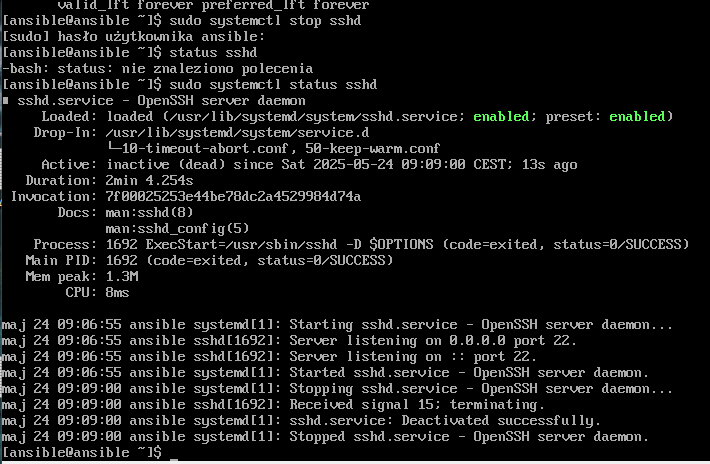 valid_lft forever preferred_lft forever
[ansible@ansible ~]$ sudo systemctl stop sshd
[sudo] hasło użytkownika ansible:
[ansible@ansible ~]$ status sshd
-bash: status: nie znaleziono polecenia
[ansible@ansible ~]$ sudo systemctl status sshd
sshd.service - OpenSSH server daemon
Loaded: loaded (/usr/lib/systemd/system/sshd.service; enabled; preset: enabled)
Drop-In: /usr/lib/systemd/system/service.d
└─10-timeout-abort.conf, 50-keep-warm.conf
Active: inactive (dead) since Sat 2025-05-24 09:09:00 CEST; 13s ago
Duration: 2min 4.254s
Invocation: 7f00025253e44be78dc2a4529984d74a
Docs: man:sshd(8)
man:sshd_config(5)
Process: 1692 ExecStart=/usr/sbin/sshd -D $OPTIONS (code=exited, status=0/SUCCESS)
Main PID: 1692 (code=exited, status=0/SUCCESS)
Mem peak: 1.3M
CPU: 8ms
maj 24 09:06:55 ansible systemd[1]: Starting sshd.service - OpenSSH server daemon...
maj 24 09:06:55 ansible sshd[1692]: Server listening on 0.0.0.0 port 22.
maj 24 09:06:55 ansible sshd[1692]: Server listening on :: port 22.
maj 24 09:06:55 ansible systemd[1]: Started sshd.service - OpenSSH server daemon.
maj 24 09:09:00 ansible systemd[1]: Stopping sshd.service - OpenSSH server daemon...
maj 24 09:09:00 ansible sshd[1692]: Received signal 15; terminating.
maj 24 09:09:00 ansible systemd[1]: sshd.service: Deactivated successfully.
maj 24 09:09:00 ansible systemd[1]: Stopped sshd.service - OpenSSH server daemon.
[ansible@ansible ~]$ _